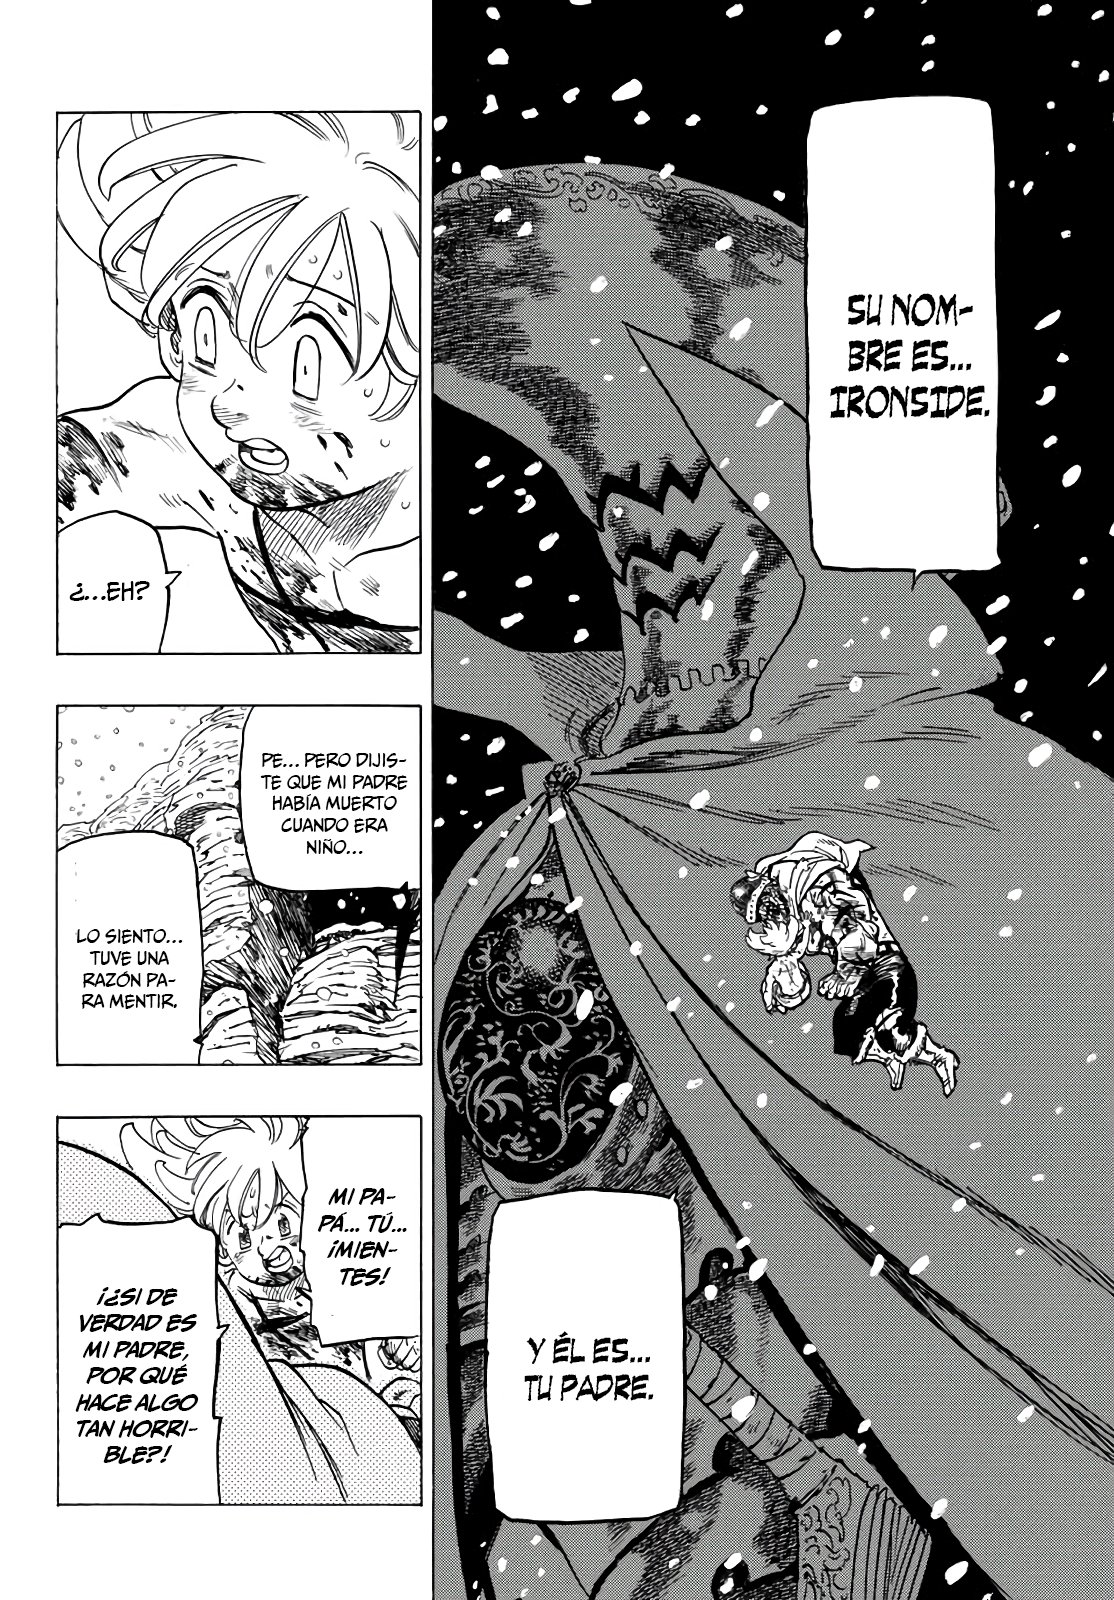 SU NOM-
BRE ES...
IRONSIDE.
Y ÉL ES...
TU PADRE.
¿...EH?
PE... PERO DIJIS-
TE QUE MI PADRE
HABÍA MUERTO
CUANDO ERA
NIÑO...
LO SIENTO...
TUVE UNA
RAZÓN PA-
RA MENTIR.
MI PA-
PÁ... TÚ...
¡MIEN-
TES!
¡¿SI DE
VERDAD ES
MI PADRE,
POR QUÉ
HACE ALGO
TAN HORRI-
BLE?!